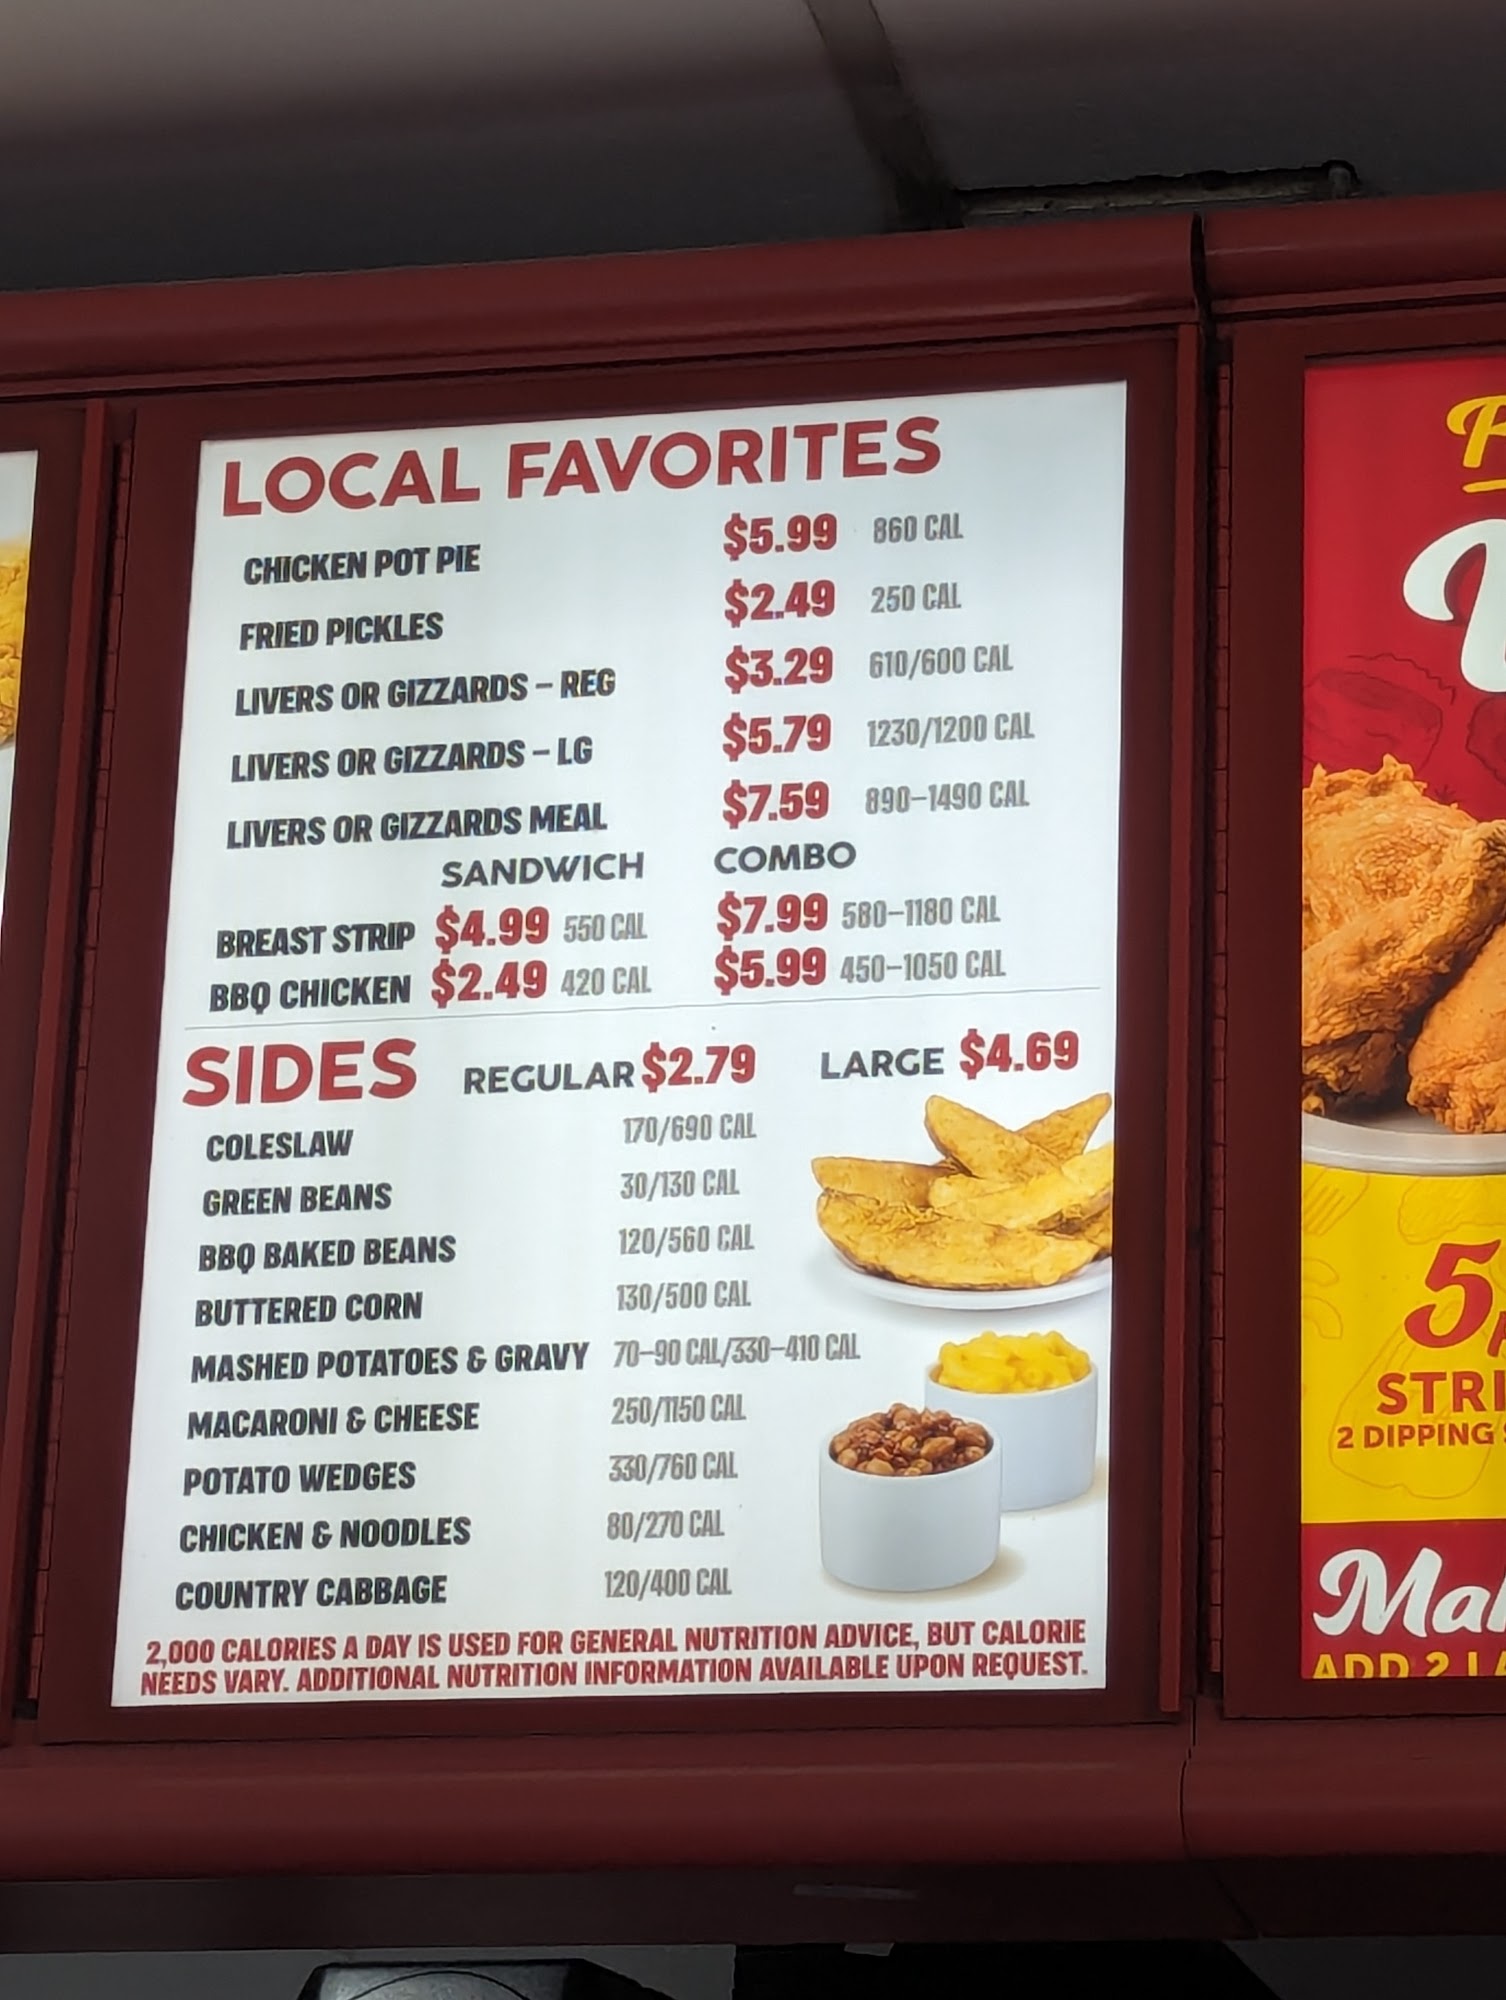 LOCAL FAVORITES
CHICKEN POT PIE $5.99 860 CAL
FRIED PICKLES $2.49 250 CAL
LIVERS OR GIZZARDS – REG $3.29 610/600 CAL
LIVERS OR GIZZARDS – LG $5.79 1230/1200 CAL
LIVERS OR GIZZARDS MEAL $7.59 890–1490 CAL
SANDWICH COMBO
BREAST STRIP $4.99 550 CAL $7.99 580–1180 CAL
BBQ CHICKEN $2.49 420 CAL $5.99 450–1050 CAL
SIDES REGULAR $2.79 LARGE $4.69
COLESLAW 170/690 CAL
GREEN BEANS 30/130 CAL
BBQ BAKED BEANS 120/560 CAL
BUTTERED CORN 130/500 CAL
MASHED POTATOES & GRAVY 70–90 CAL/330–410 CAL
MACARONI & CHEESE 250/1150 CAL
POTATO WEDGES 330/760 CAL
CHICKEN & NOODLES 80/270 CAL
COUNTRY CABBAGE 120/400 CAL
2,000 CALORIES A DAY IS USED FOR GENERAL NUTRITION ADVICE, BUT CALORIE
NEEDS VARY. ADDITIONAL NUTRITION INFORMATION AVAILABLE UPON REQUEST.
5
STRI
2 DIPPING
Mak
ADD 2